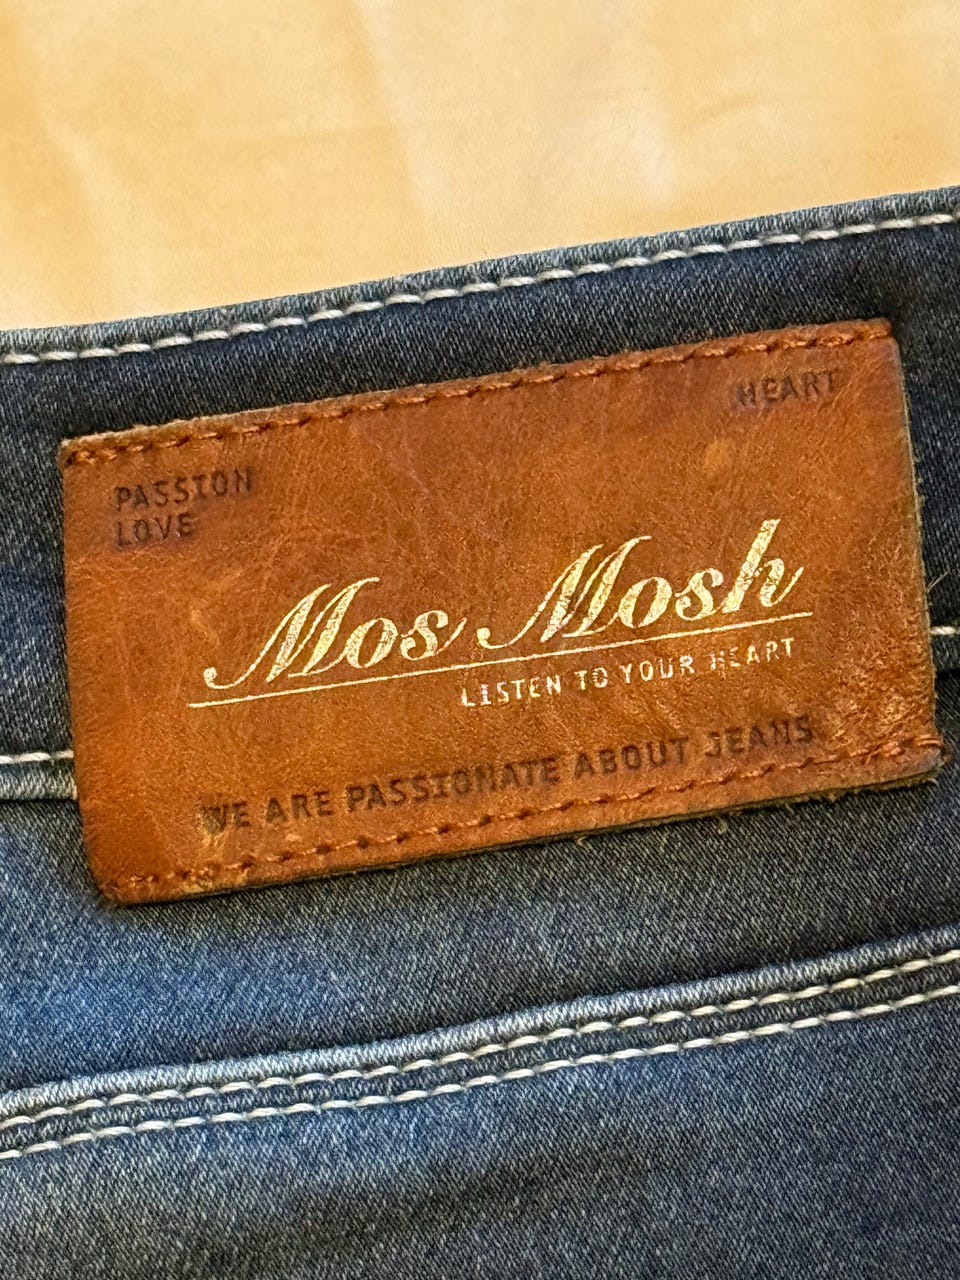 PASSION
LOVE
HEART
Mos Mosh
LISTEN TO YOUR HEART
WE ARE PASSIONATE ABOUT JEANS